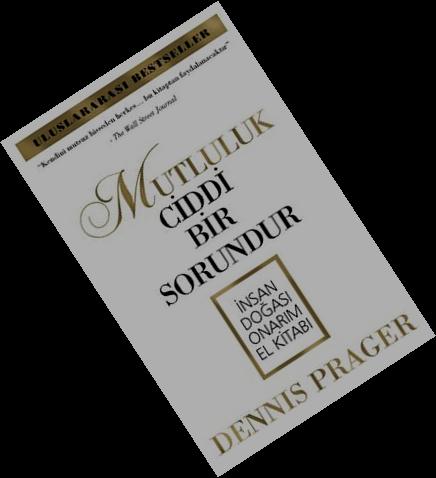 ULUSLARARASI BESTSELLER
"Kendini mutsuz hisseden herkes... bu kitaptan faydalanacaktır"
- The Wall Street Journal
MUTLULUK
CİDDİ
BİR
SORUNDUR
İNSAN
DOĞASI
ONARIM
EL KİTABI
DENNIS PRAGER